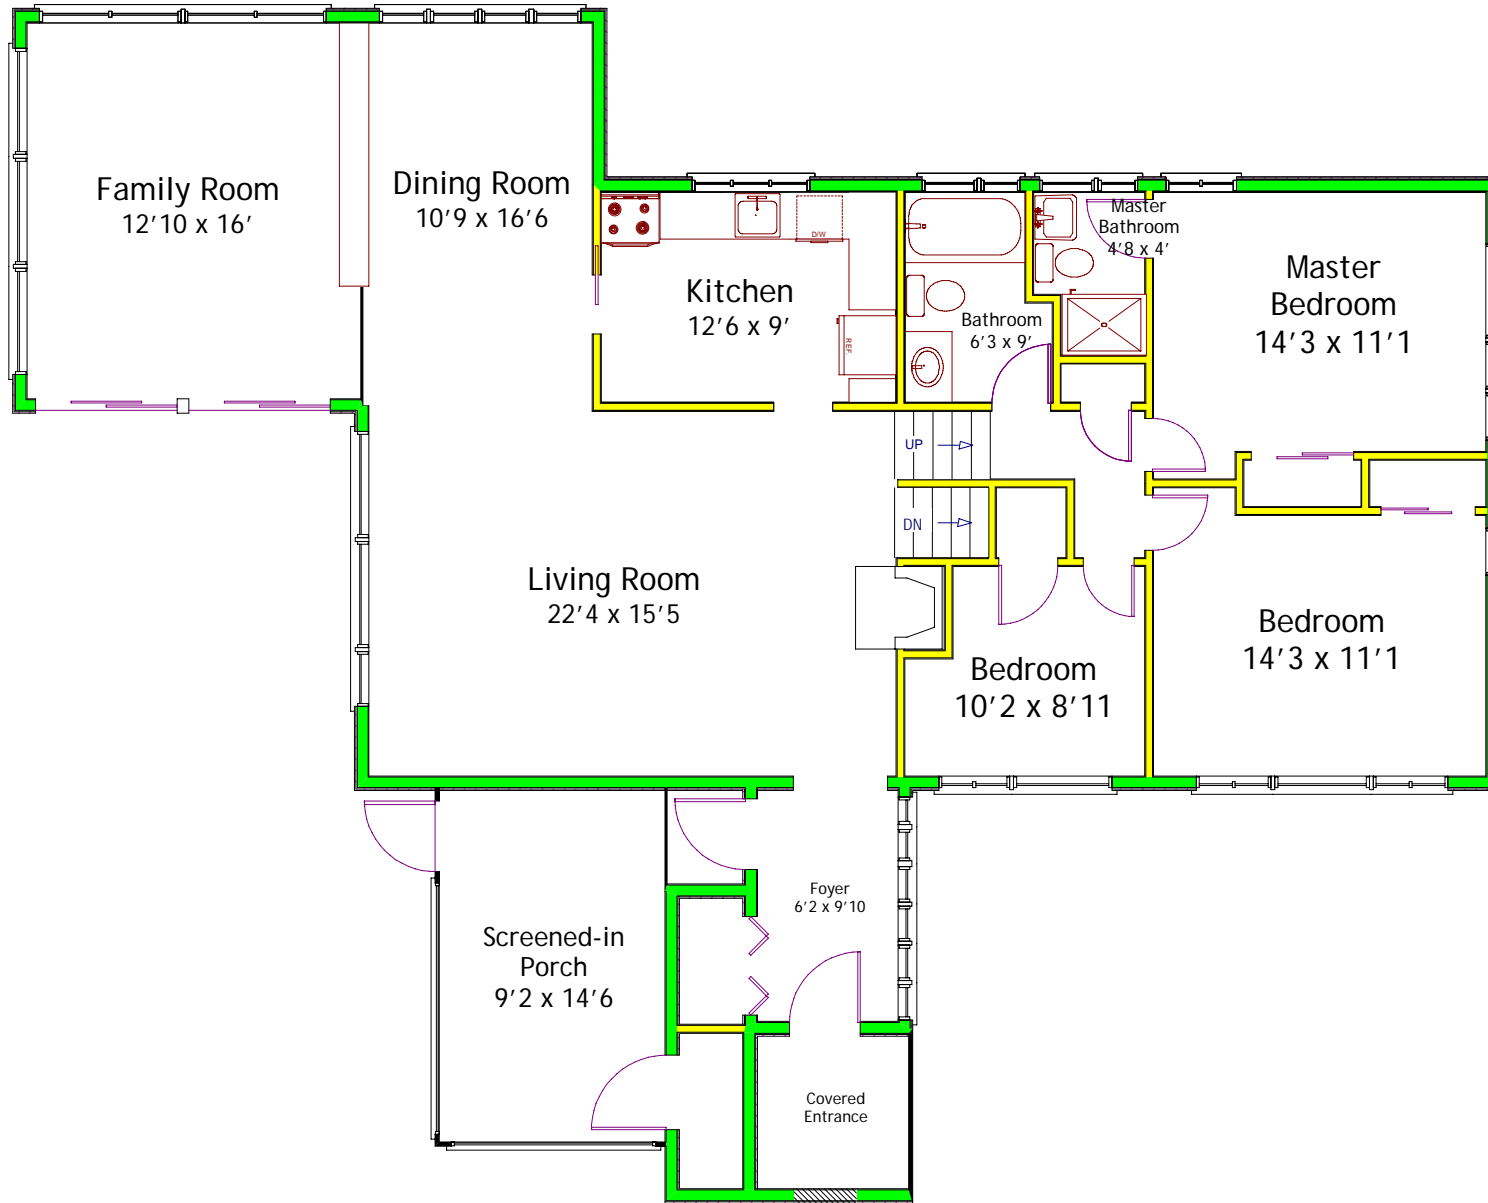 Family Room
12'10 x 16'
Dining Room
10'9 x 16'6
D/W
Kitchen
12'6 x 9'
REF.
Bathroom
6'3 x 9'
Master
Bathroom
4'8 x 4'
Master
Bedroom
14'3 x 11'1
UP
DN
Living Room
22'4 x 15'5
Bedroom
10'2 x 8'11
Bedroom
14'3 x 11'1
Foyer
6'2 x 9'10
Screened-in
Porch
9'2 x 14'6
Covered
Entrance